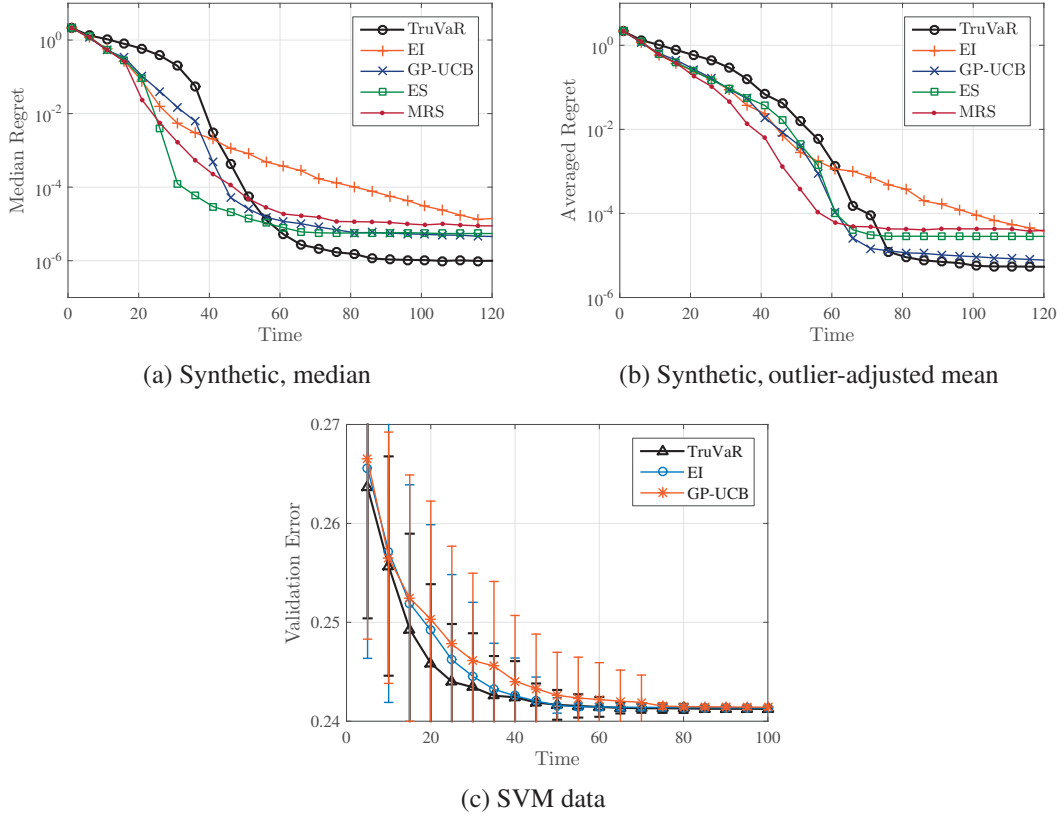 10^0
10^-2
10^-4
10^-6
Median Regret
0 20 40 60 80 100 120
Time
TruVaR
EI
GP-UCB
ES
MRS
(a) Synthetic, median
10^0
10^-2
10^-4
10^-6
Averaged Regret
0 20 40 60 80 100 120
Time
TruVaR
EI
GP-UCB
ES
MRS
(b) Synthetic, outlier-adjusted mean
0.27
0.26
0.25
0.24
Validation Error
0 20 40 60 80 100
Time
TruVaR
EI
GP-UCB
(c) SVM data